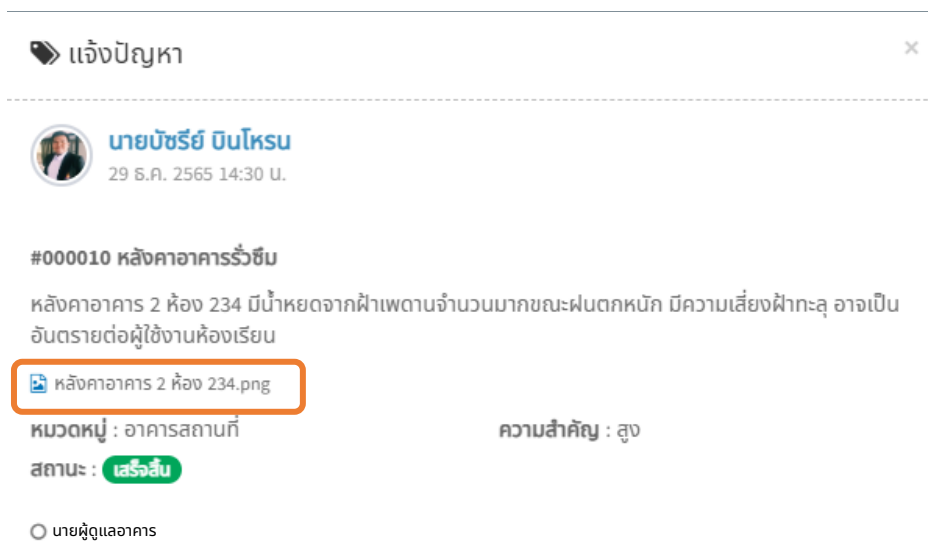 แจ้งปัญหา
×
นายบัซรีย์ บินโหรน
29 ธ.ค. 2565 14:30 น.
#000010 หลังคาอาคารรั่วซึม
หลังคาอาคาร 2 ห้อง 234 มีน้ำหยดจากฝ้าเพดานจำนวนมากขณะฝนตกหนัก มีความเสี่ยงฝ้าทะลุ อาจเป็น
อันตรายต่อผู้ใช้งานห้องเรียน
หลังคาอาคาร 2 ห้อง 234.png
หมวดหมู่ : อาคารสถานที่ ความสำคัญ : สูง
สถานะ : เสร็จสิ้น
นายผู้ดูแลอาคาร